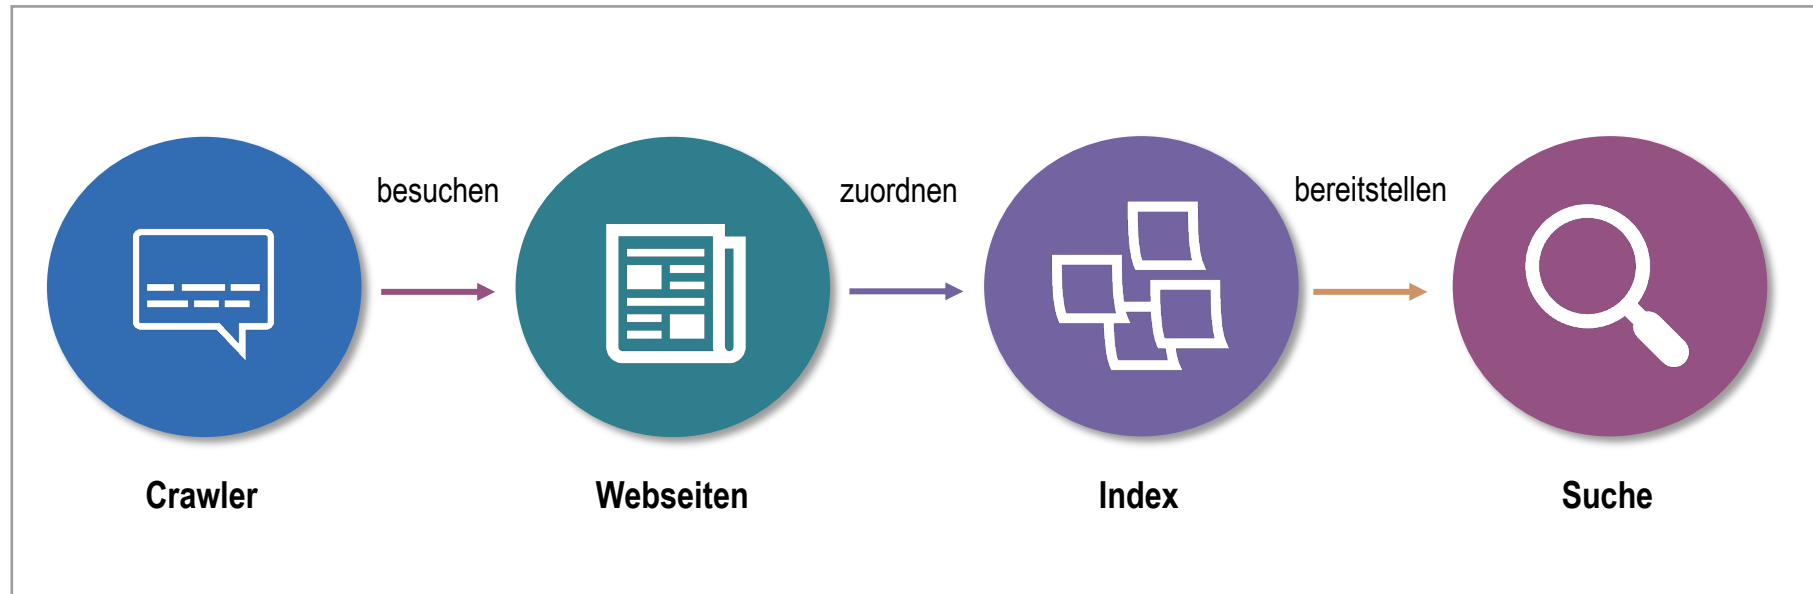 besuchen
zuordnen
bereitstellen
Crawler
Webseiten
Index
Suche